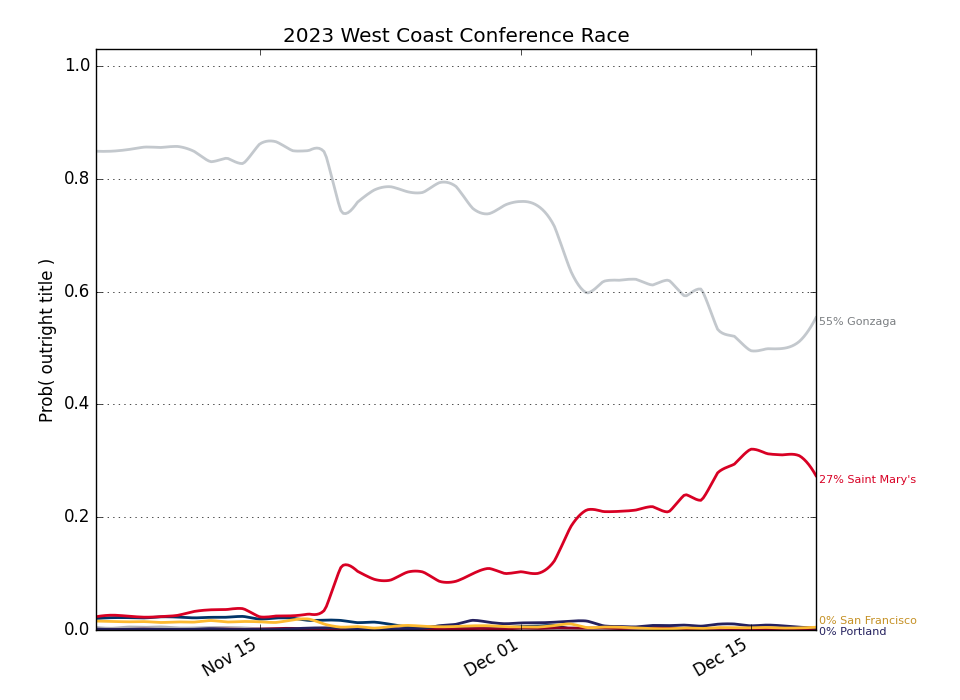 2023 West Coast Conference Race
Prob( outright title )
1.0
0.8
0.6
0.4
0.2
0.0
55% Gonzaga
27% Saint Mary's
0% San Francisco
0% Portland
Nov 15
Dec 01
Dec 15